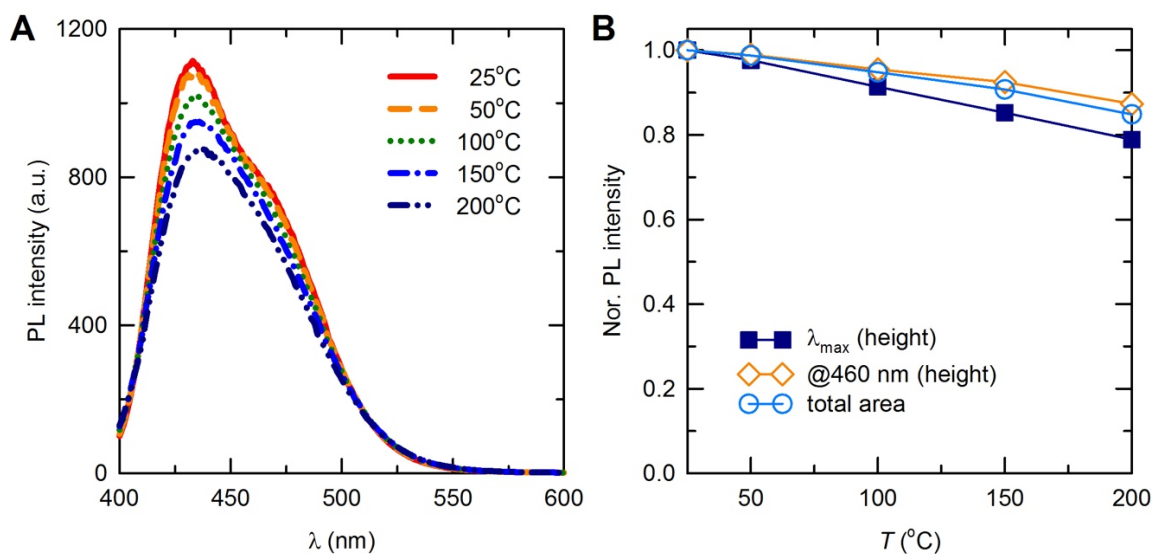 A
1200
800
400
0
400
450
500
550
600
PL intensity (a.u.)
λ (nm)
25°C
50°C
100°C
150°C
200°C
B
1.0
0.8
0.6
0.4
0.2
0.0
50
100
150
200
Nor. PL intensity
T (°C)
λmax (height)
@460 nm (height)
total area